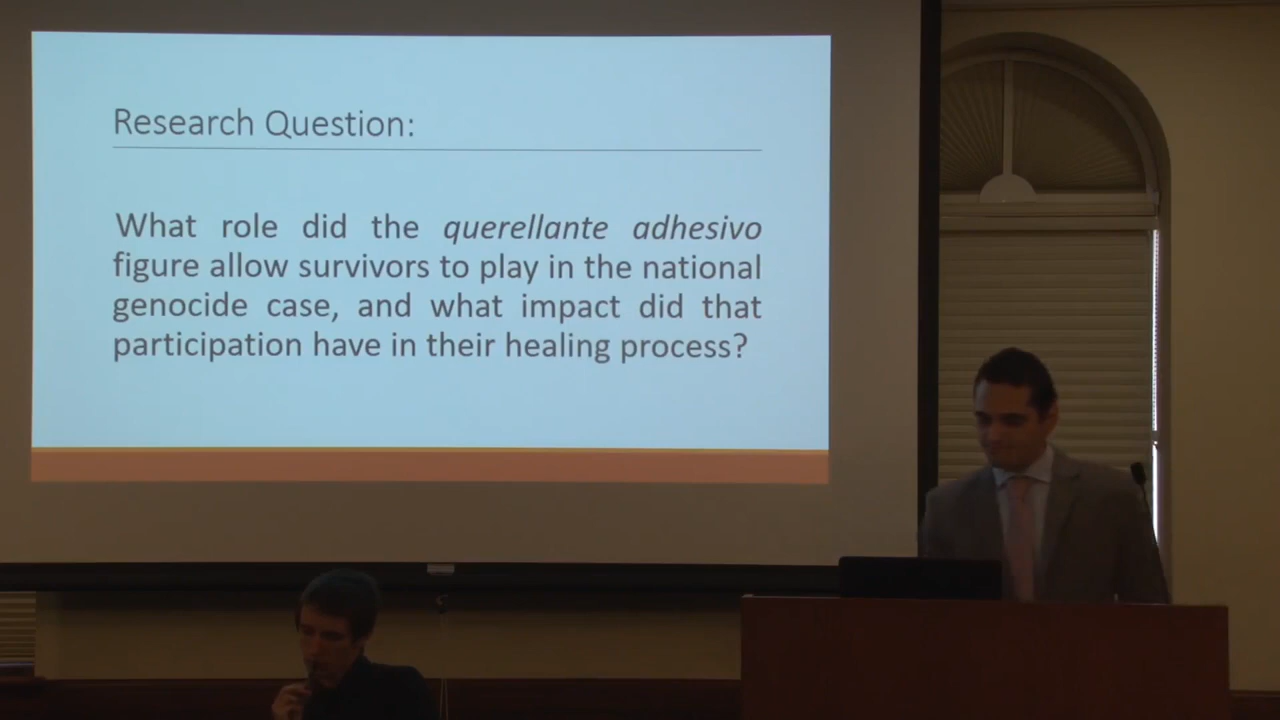 Research Question:
What role did the querellante adhesivo
figure allow survivors to play in the national
genocide case, and what impact did that
participation have in their healing process?